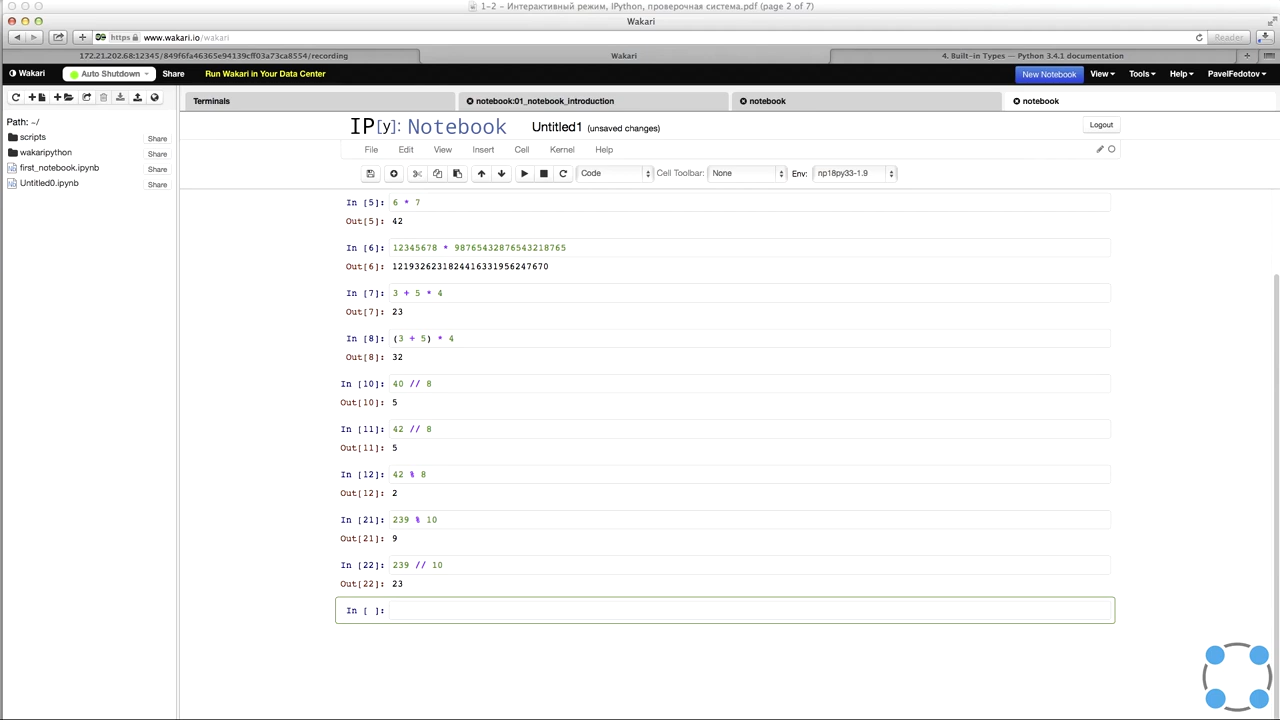 1-2 - Интерактивный режим, IPython, проверочная система.pdf (page 2 of 7)
Wakari
https www.wakari.io/wakari
Reader
172.21.202.68:12345/849f6fa46365e94139cff03a73ca8554/recording
Wakari
4. Built-in Types — Python 3.4.1 documentation
Wakari
Auto Shutdown
Share
Run Wakari in Your Data Center
New Notebook
View
Tools
Help
PavelFedotov
Terminals
notebook:01_notebook_introduction
notebook
notebook
Path: ~/
scripts Share
wakaripython Share
first_notebook.ipynb Share
Untitled0.ipynb Share
IP[y]: Notebook
Untitled1 (unsaved changes)
Logout
File Edit View Insert Cell Kernel Help
Code
Cell Toolbar: None
Env: np18py33-1.9
In [5]: 6 * 7
Out[5]: 42
In [6]: 12345678 * 98765432876543218765
Out[6]: 1219326231824416331956247670
In [7]: 3 + 5 * 4
Out[7]: 23
In [8]: (3 + 5) * 4
Out[8]: 32
In [10]: 40 // 8
Out[10]: 5
In [11]: 42 // 8
Out[11]: 5
In [12]: 42 % 8
Out[12]: 2
In [21]: 239 % 10
Out[21]: 9
In [22]: 239 // 10
Out[22]: 23
In [ ]: